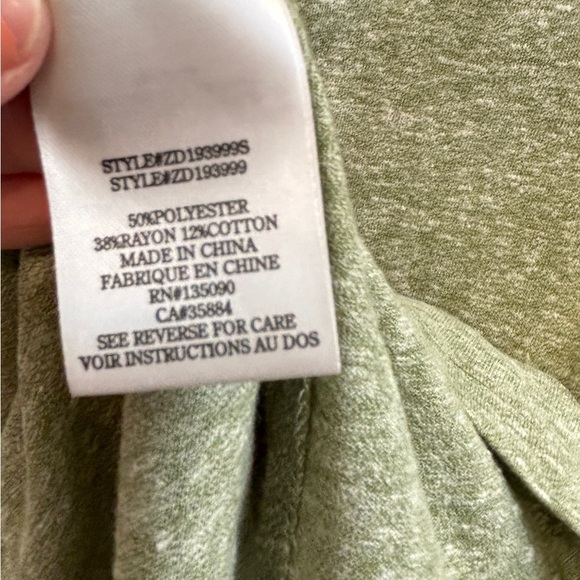 STYLE#ZD193999S
STYLE#ZD193999
50%POLYESTER
38%RAYON 12%COTTON
MADE IN CHINA
FABRIQUE EN CHINE
RN#135090
CA#35884
SEE REVERSE FOR CARE
VOIR INSTRUCTIONS AU DOS